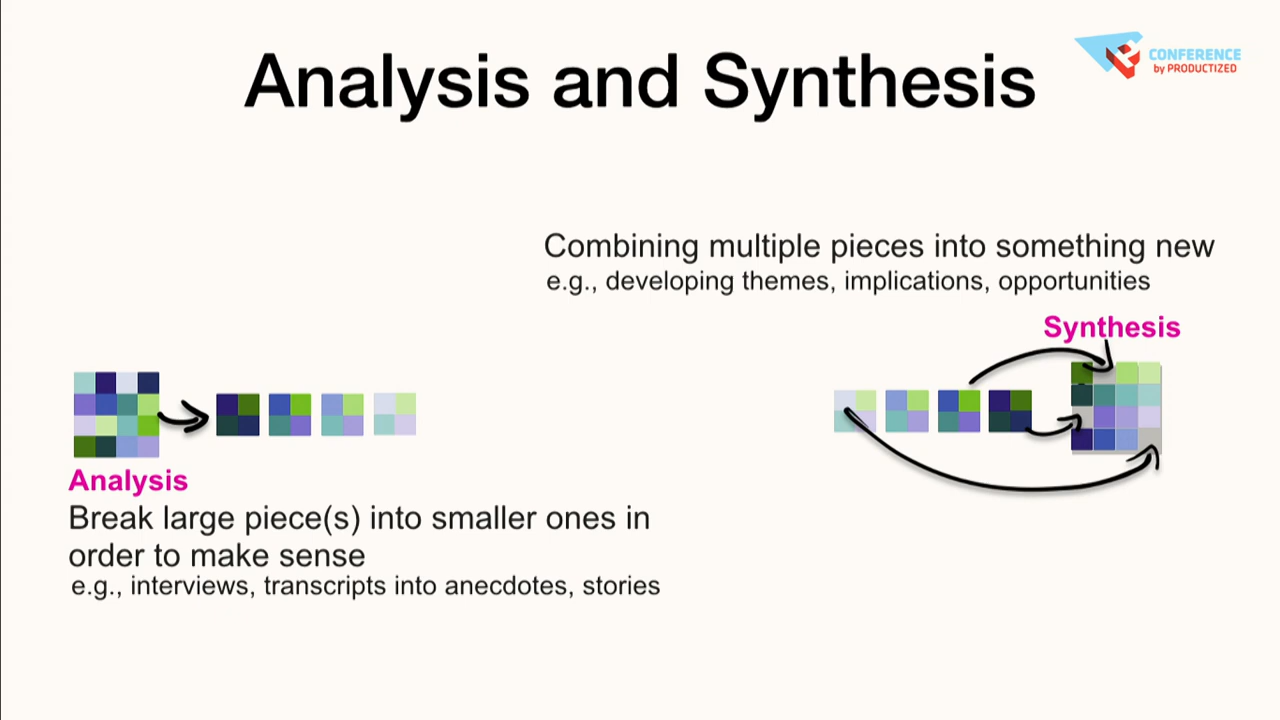 Analysis and Synthesis
CONFERENCE
by PRODUCTIZED
Combining multiple pieces into something new
e.g., developing themes, implications, opportunities
Synthesis
Analysis
Break large piece(s) into smaller ones in
order to make sense
e.g., interviews, transcripts into anecdotes, stories